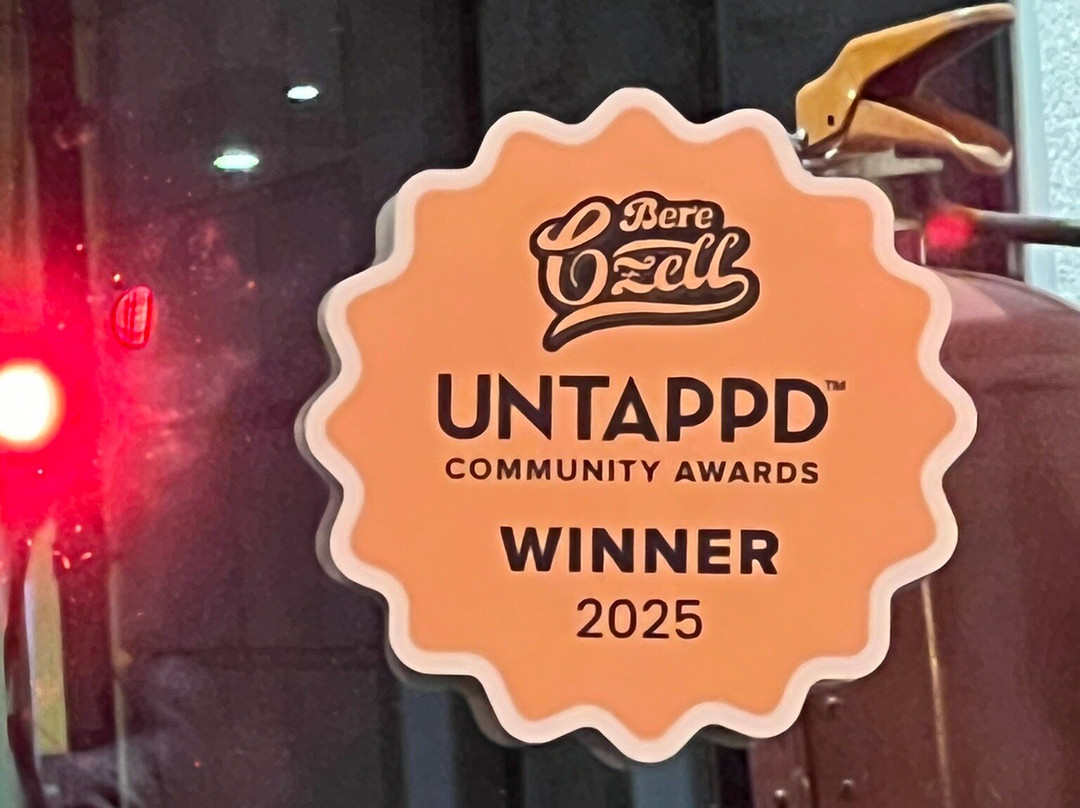 Bere
Ozell
UNTAPPD™
COMMUNITY AWARDS
WINNER
2025